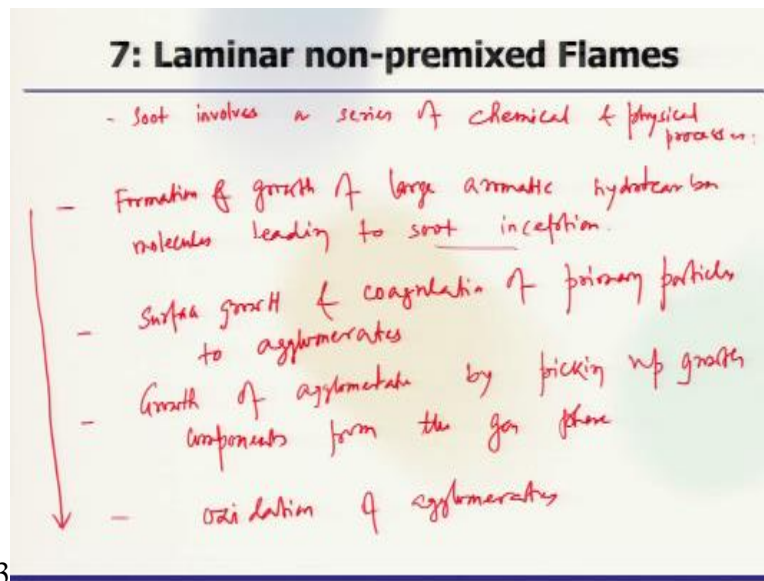 7: Laminar non-premixed Flames
- Soot involves a series of chemical & physical
processes.
- Formation & growth of large aromatic hydrocarbon
molecules leading to soot inception.
- Surface growth & coagulation of primary particles
to agglomerates
- Growth of agglomerate by picking up growth
components from the gas phase
- oxidation of agglomerates
3